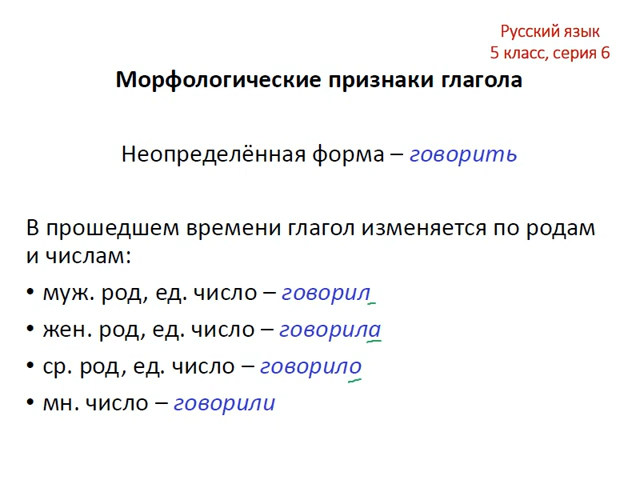 Русский язык
5 класс, серия 6
Морфологические признаки глагола
Неопределённая форма – говорить
В прошедшем времени глагол изменяется по родам
и числам:
• муж. род, ед. число – говорил
• жен. род, ед. число – говорила
• ср. род, ед. число – говорило
• мн. число – говорили